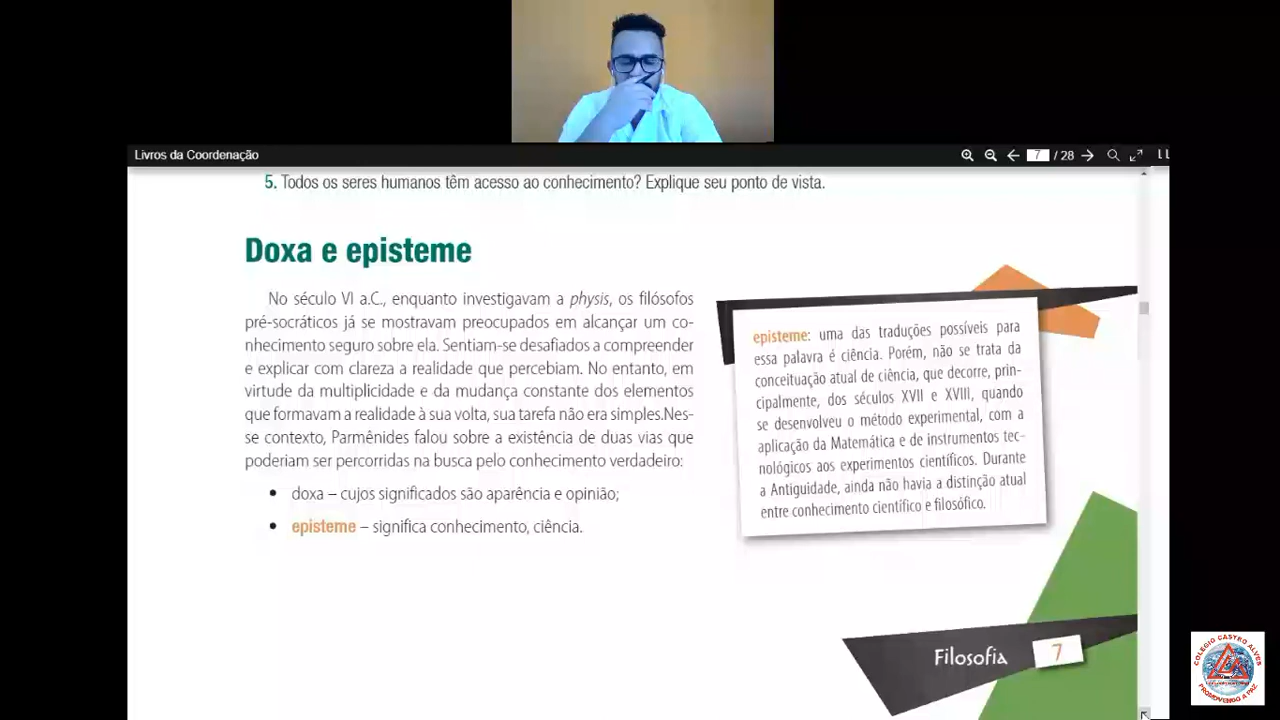 Livros da Coordenação
7 / 28
5. Todos os seres humanos têm acesso ao conhecimento? Explique seu ponto de vista.
Doxa e episteme
No século VI a.C., enquanto investigavam a physis, os filósofos
pré-socráticos já se mostravam preocupados em alcançar um co-
nhecimento seguro sobre ela. Sentiam-se desafiados a compreender
e explicar com clareza a realidade que percebiam. No entanto, em
virtude da multiplicidade e da mudança constante dos elementos
que formavam a realidade à sua volta, sua tarefa não era simples.Nes-
se contexto, Parmênides falou sobre a existência de duas vias que
poderiam ser percorridas na busca pelo conhecimento verdadeiro:
• doxa – cujos significados são aparência e opinião;
• episteme – significa conhecimento, ciência.
episteme: uma das traduções possíveis para
essa palavra é ciência. Porém, não se trata da
conceituação atual de ciência, que decorre, prin-
cipalmente, dos séculos XVII e XVIII, quando
se desenvolveu o método experimental, com a
aplicação da Matemática e de instrumentos tec-
nológicos aos experimentos científicos. Durante
a Antiguidade, ainda não havia a distinção atual
entre conhecimento científico e filosófico.
Filosofia 7
COLÉGIO CASTRO ALVES
PROMOVENDO A PAZ